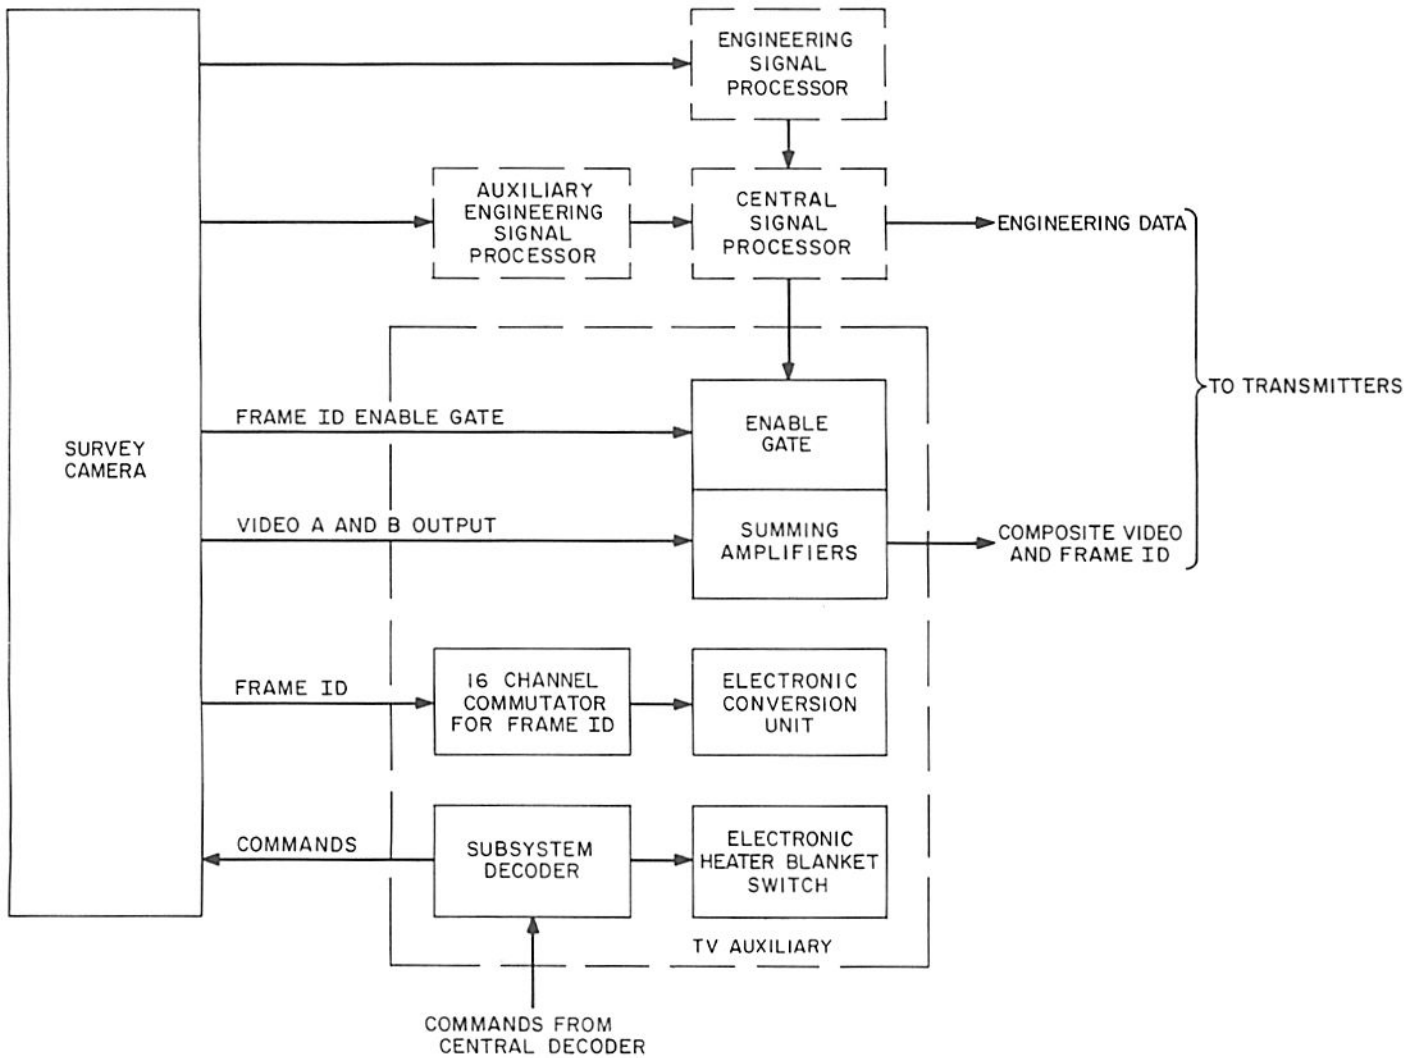 ENGINEERING
SIGNAL
PROCESSOR
AUXILIARY
ENGINEERING
SIGNAL
PROCESSOR
CENTRAL
SIGNAL
PROCESSOR
ENGINEERING DATA
TO TRANSMITTERS
SURVEY
CAMERA
FRAME ID ENABLE GATE
ENABLE
GATE
VIDEO A AND B OUTPUT
SUMMING
AMPLIFIERS
COMPOSITE VIDEO
AND FRAME ID
FRAME ID
16 CHANNEL
COMMUTATOR
FOR FRAME ID
ELECTRONIC
CONVERSION
UNIT
COMMANDS
SUBSYSTEM
DECODER
ELECTRONIC
HEATER BLANKET
SWITCH
TV AUXILIARY
COMMANDS FROM
CENTRAL DECODER